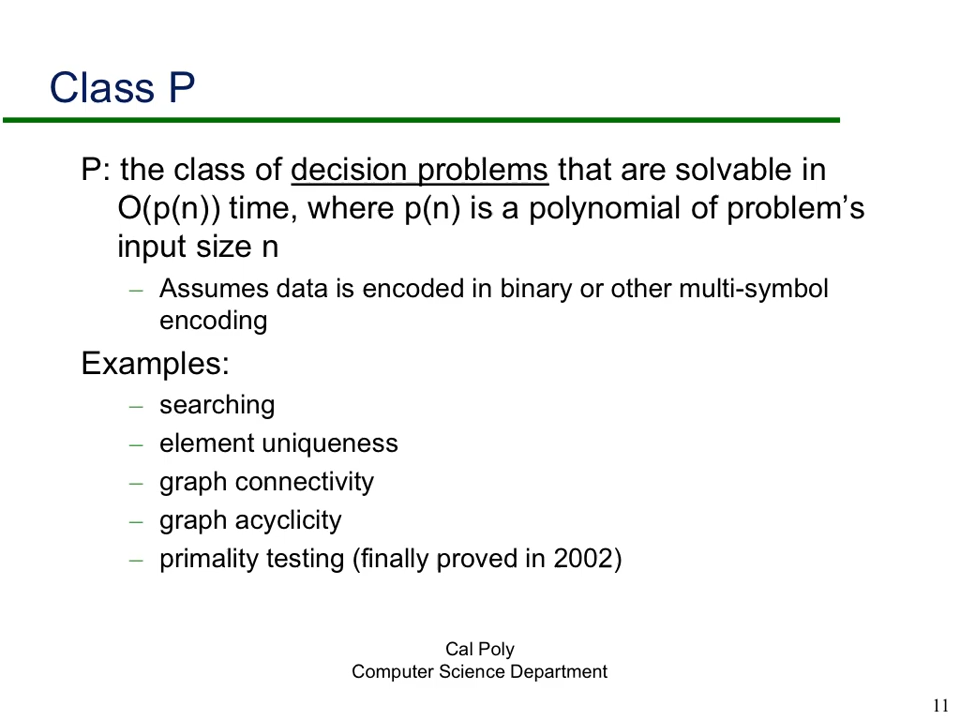 Class P
P: the class of decision problems that are solvable in
O(p(n)) time, where p(n) is a polynomial of problem’s
input size n
– Assumes data is encoded in binary or other multi-symbol
encoding
Examples:
– searching
– element uniqueness
– graph connectivity
– graph acyclicity
– primality testing (finally proved in 2002)
Cal Poly
Computer Science Department
11